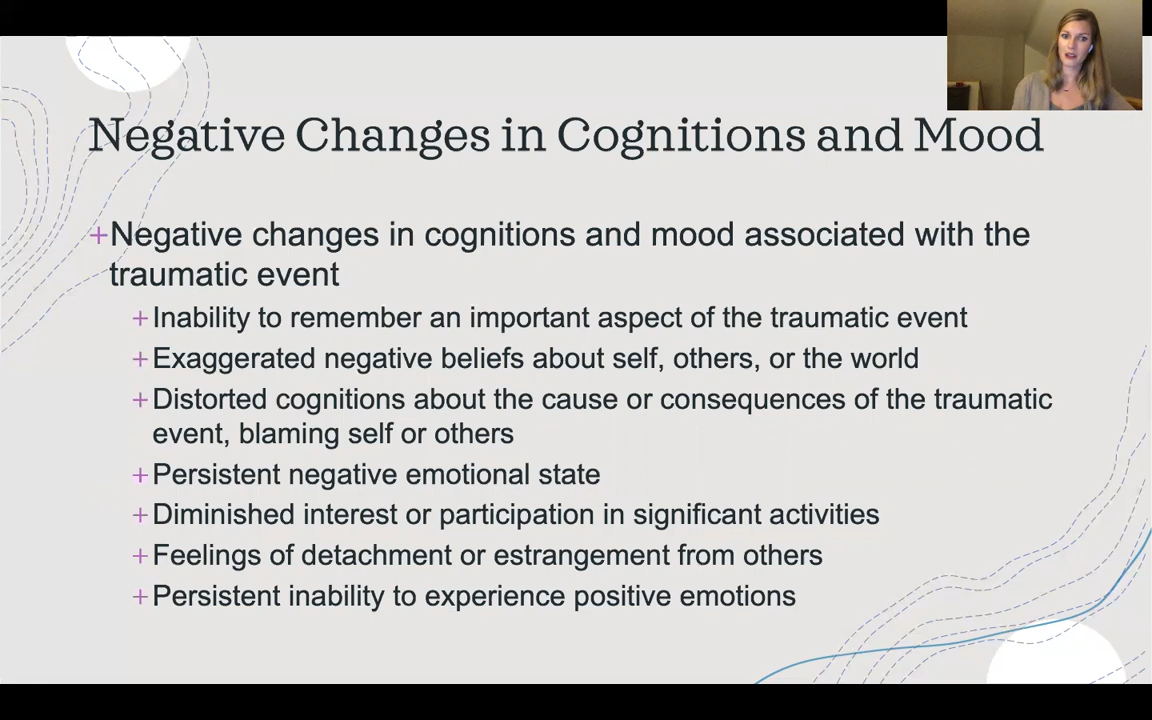 Negative Changes in Cognitions and Mood
+Negative changes in cognitions and mood associated with the
traumatic event
+Inability to remember an important aspect of the traumatic event
+Exaggerated negative beliefs about self, others, or the world
+Distorted cognitions about the cause or consequences of the traumatic
event, blaming self or others
+Persistent negative emotional state
+Diminished interest or participation in significant activities
+Feelings of detachment or estrangement from others
+Persistent inability to experience positive emotions